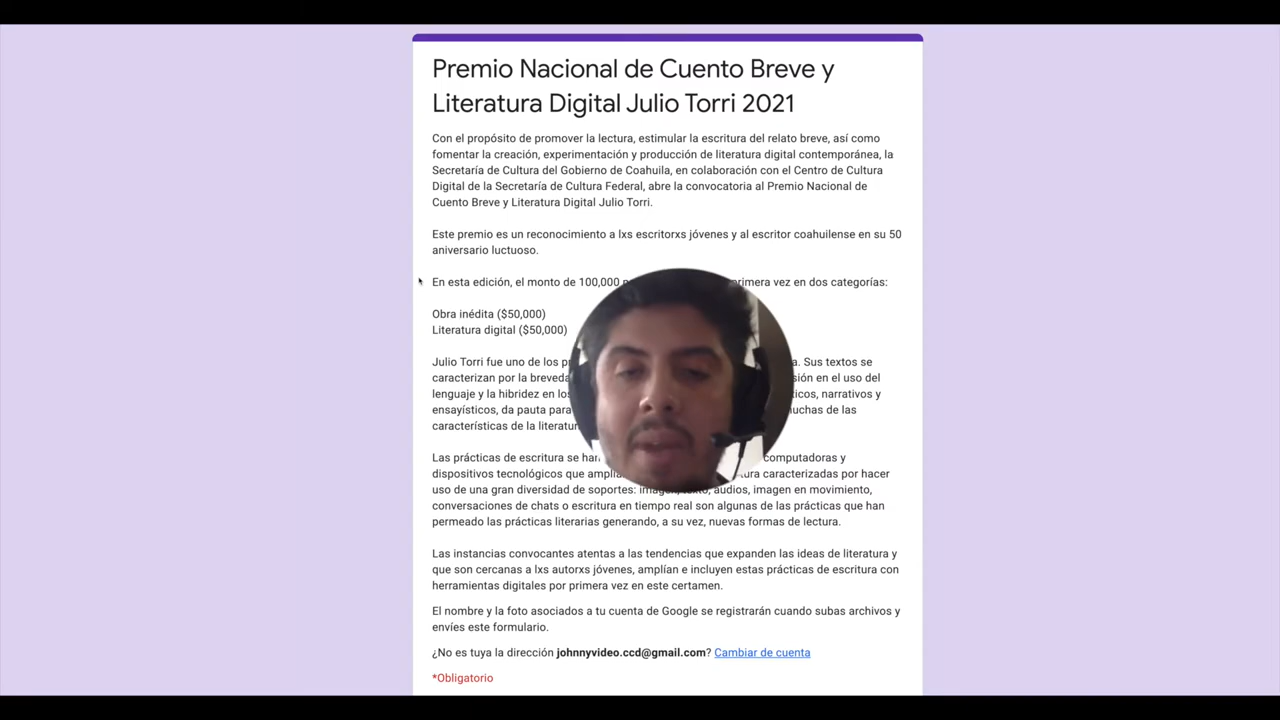 Premio Nacional de Cuento Breve y
Literatura Digital Julio Torri 2021
Con el propósito de promover la lectura, estimular la escritura del relato breve, así como
fomentar la creación, experimentación y producción de literatura digital contemporánea, la
Secretaría de Cultura del Gobierno de Coahuila, en colaboración con el Centro de Cultura
Digital de la Secretaría de Cultura Federal, abre la convocatoria al Premio Nacional de
Cuento Breve y Literatura Digital Julio Torri.
Este premio es un reconocimiento a lxs escritorxs jóvenes y al escritor coahuilense en su 50
aniversario luctuoso.
En esta edición, el monto de 100,000 primera vez en dos categorías:
Obra inédita ($50,000)
Literatura digital ($50,000)
Julio Torri fue uno de los Sus textos se
caracterizan por la en el uso del
lenguaje y la hibridez en narrativos y
ensayísticos, da pauta para muchas de las
características de la
Las prácticas de escritura se computadoras y
dispositivos tecnológicos que caracterizadas por hacer
uso de una gran diversidad de soportes: imagen, texto, audios, imagen en movimiento,
conversaciones de chats o escritura en tiempo real son algunas de las prácticas que han
permeado las prácticas literarias generando, a su vez, nuevas formas de lectura.
Las instancias convocantes atentas a las tendencias que expanden las ideas de literatura y
que son cercanas a lxs autorxs jóvenes, amplían e incluyen estas prácticas de escritura con
herramientas digitales por primera vez en este certamen.
El nombre y la foto asociados a tu cuenta de Google se registrarán cuando subas archivos y
envíes este formulario.
¿No es tuya la dirección johnnyvideo.ccd@gmail.com? Cambiar de cuenta
*Obligatorio